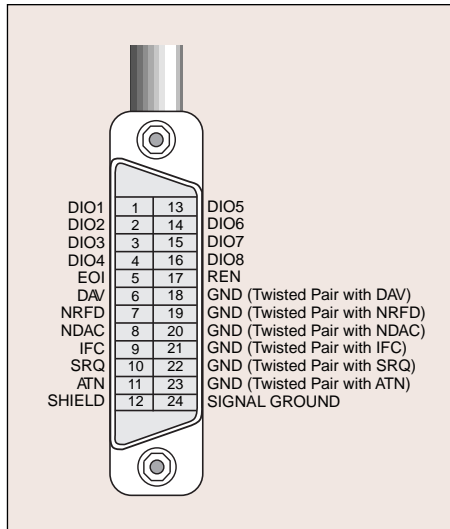 DIO1 1 13 DIO5
DIO2 2 14 DIO6
DIO3 3 15 DIO7
DIO4 4 16 DIO8
EOI 5 17 REN
DAV 6 18 GND (Twisted Pair with DAV)
NRFD 7 19 GND (Twisted Pair with NRFD)
NDAC 8 20 GND (Twisted Pair with NDAC)
IFC 9 21 GND (Twisted Pair with IFC)
SRQ 10 22 GND (Twisted Pair with SRQ)
ATN 11 23 GND (Twisted Pair with ATN)
SHIELD 12 24 SIGNAL GROUND